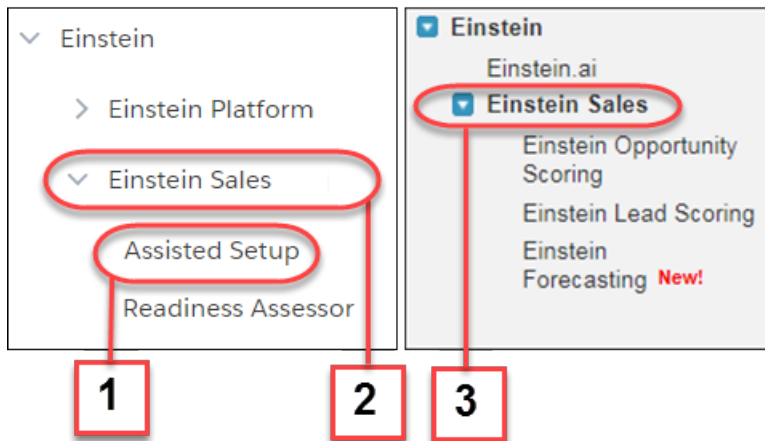 Einstein
Einstein Platform
Einstein Sales
Assisted Setup
Readiness Assessor
1
2
Einstein
Einstein.ai
Einstein Sales
Einstein Opportunity
Scoring
Einstein Lead Scoring
Einstein
Forecasting New!
3